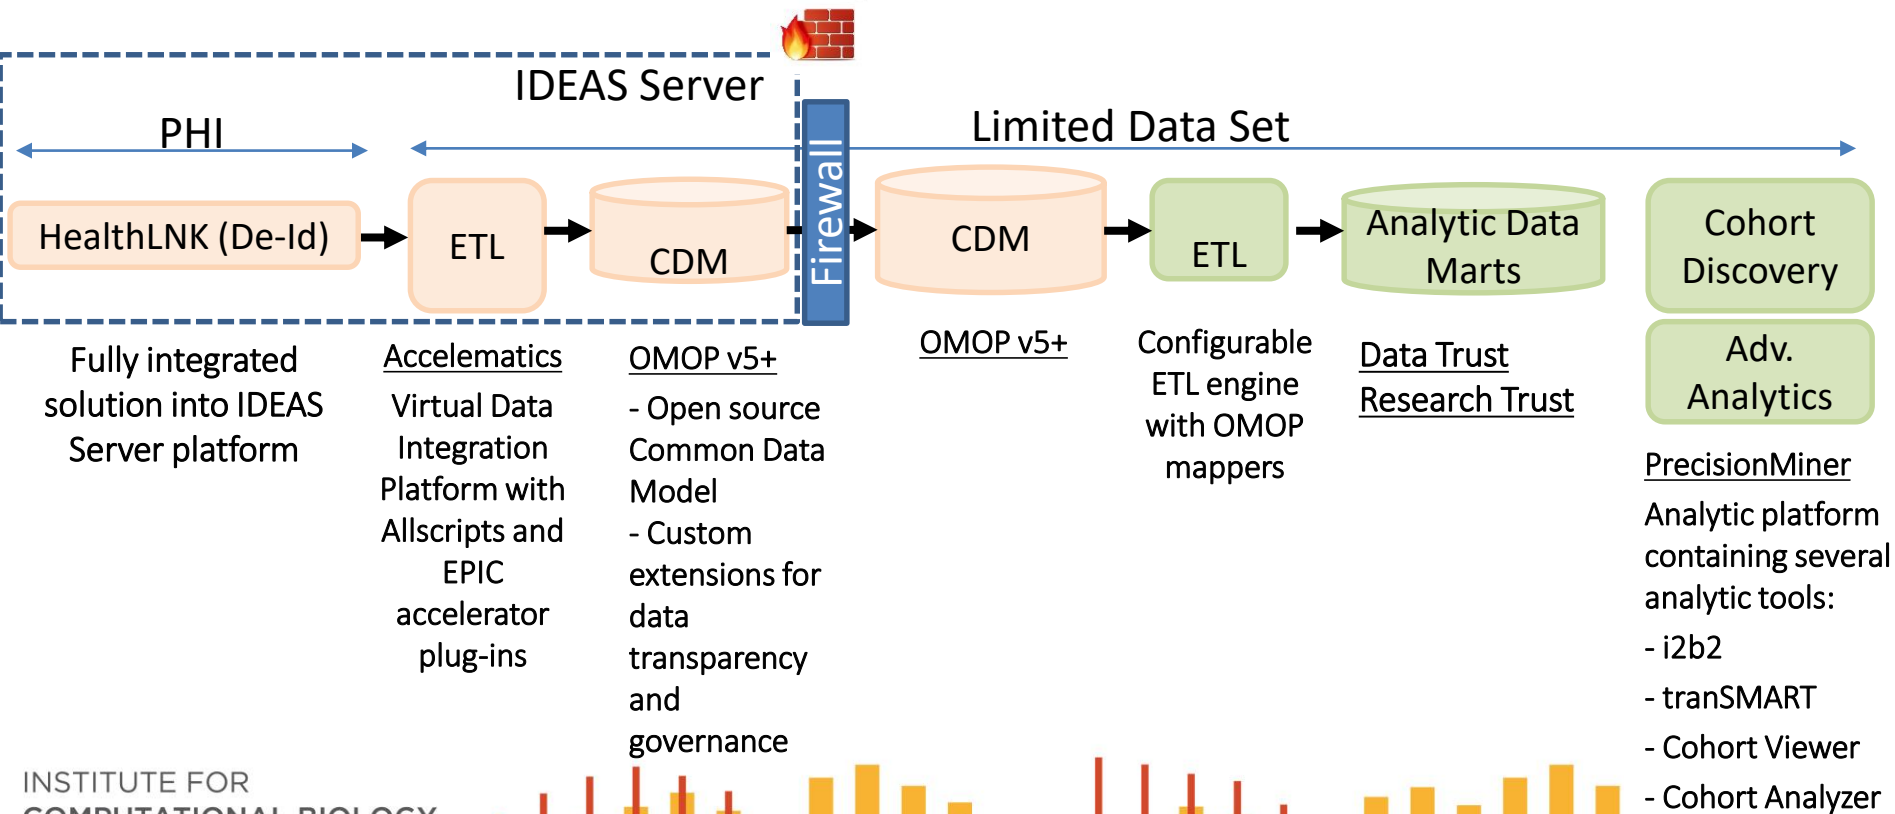 IDEAS Server
PHI
Limited Data Set
HealthLNK (De-Id)
ETL
CDM
Firewall
CDM
ETL
Analytic Data
Marts
Cohort
Discovery
Adv.
Analytics
Fully integrated
solution into IDEAS
Server platform
Accelematics
Virtual Data
Integration
Platform with
Allscripts and
EPIC
accelerator
plug-ins
OMOP v5+
- Open source
Common Data
Model
- Custom
extensions for
data
transparency
and
governance
OMOP v5+
Configurable
ETL engine
with OMOP
mappers
Data Trust
Research Trust
PrecisionMiner
Analytic platform
containing several
analytic tools:
- i2b2
- tranSMART
- Cohort Viewer
- Cohort Analyzer
INSTITUTE FOR
COMPUTATIONAL BIOLOGY